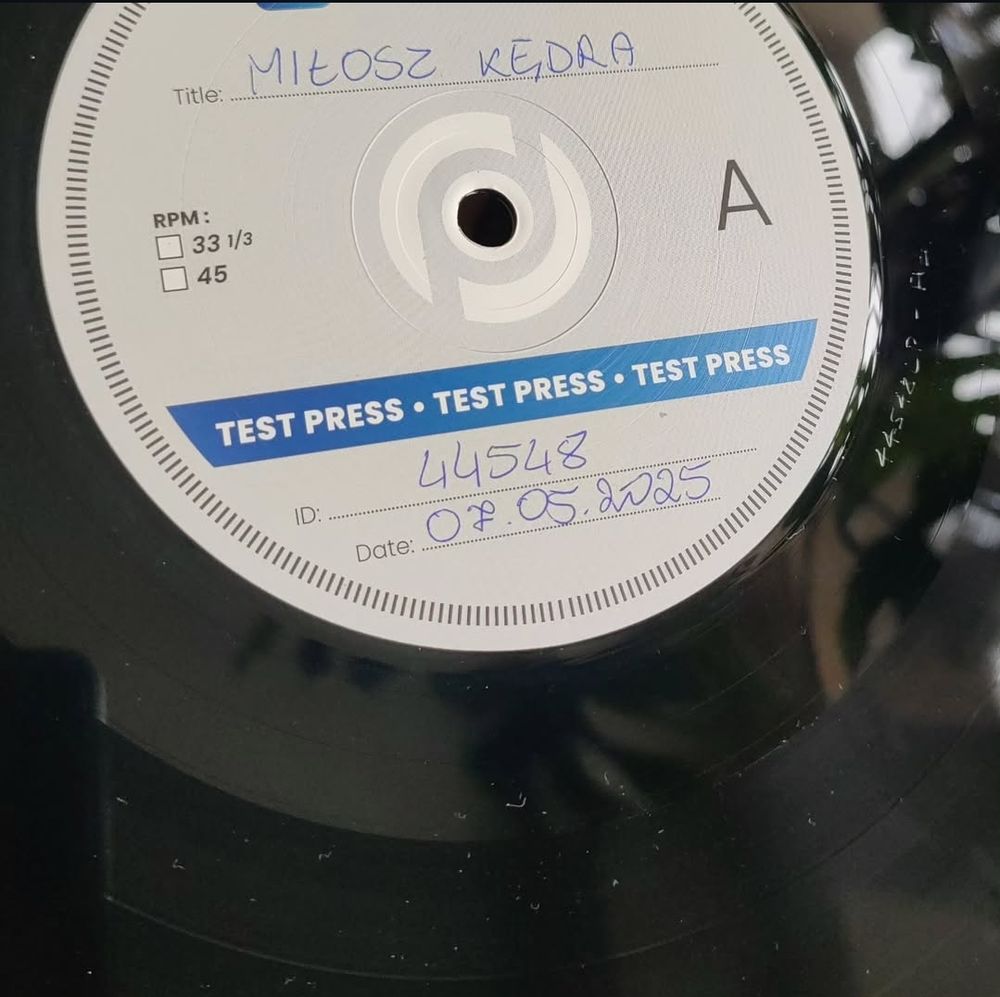 Title: MIŁOSZ KĘDRA
A
RPM:
33 1/3
45
TEST PRESS • TEST PRESS • TEST PRESS
ID: 44548
Date: 07.05.2025